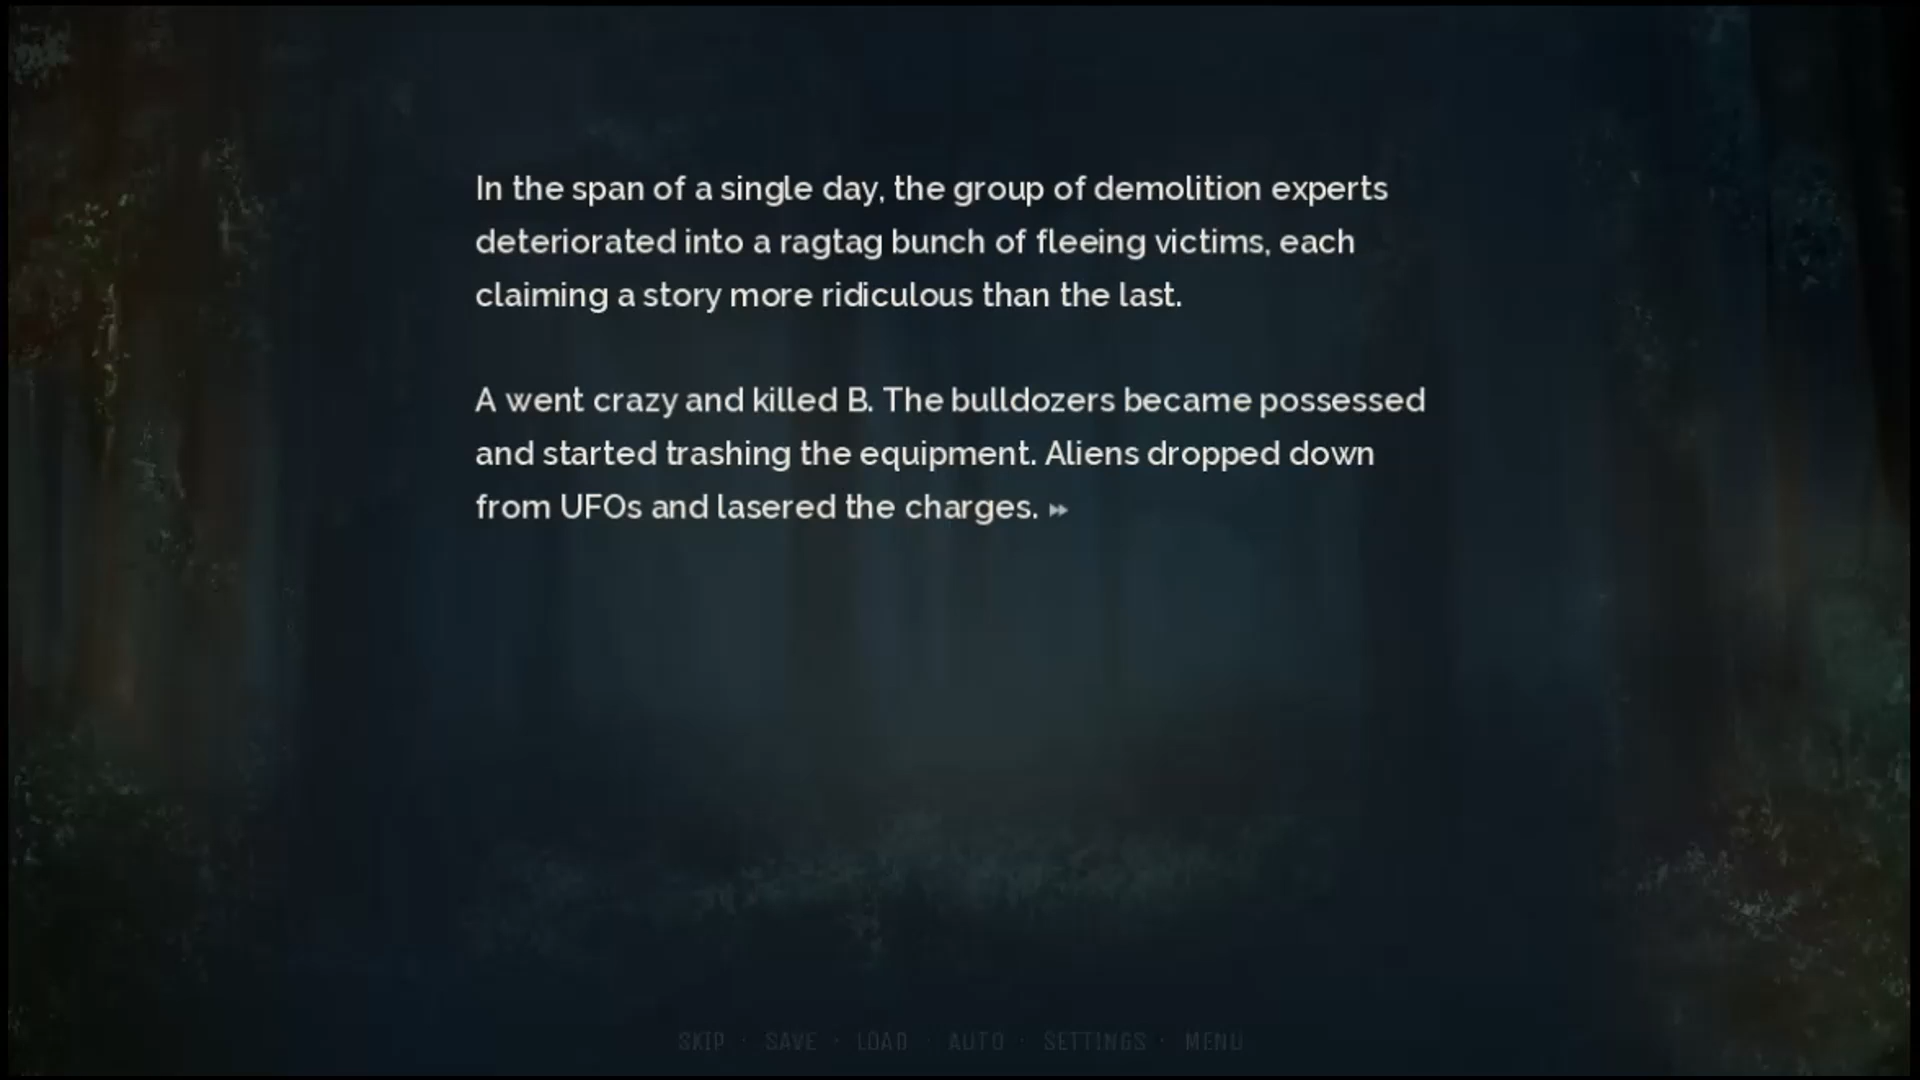 In the span of a single day, the group of demolition experts
deteriorated into a ragtag bunch of fleeing victims, each
claiming a story more ridiculous than the last.
A went crazy and killed B. The bulldozers became possessed
and started trashing the equipment. Aliens dropped down
from UFOs and lasered the charges.
SKIP · SAVE · LOAD · AUTO · SETTINGS · MENU